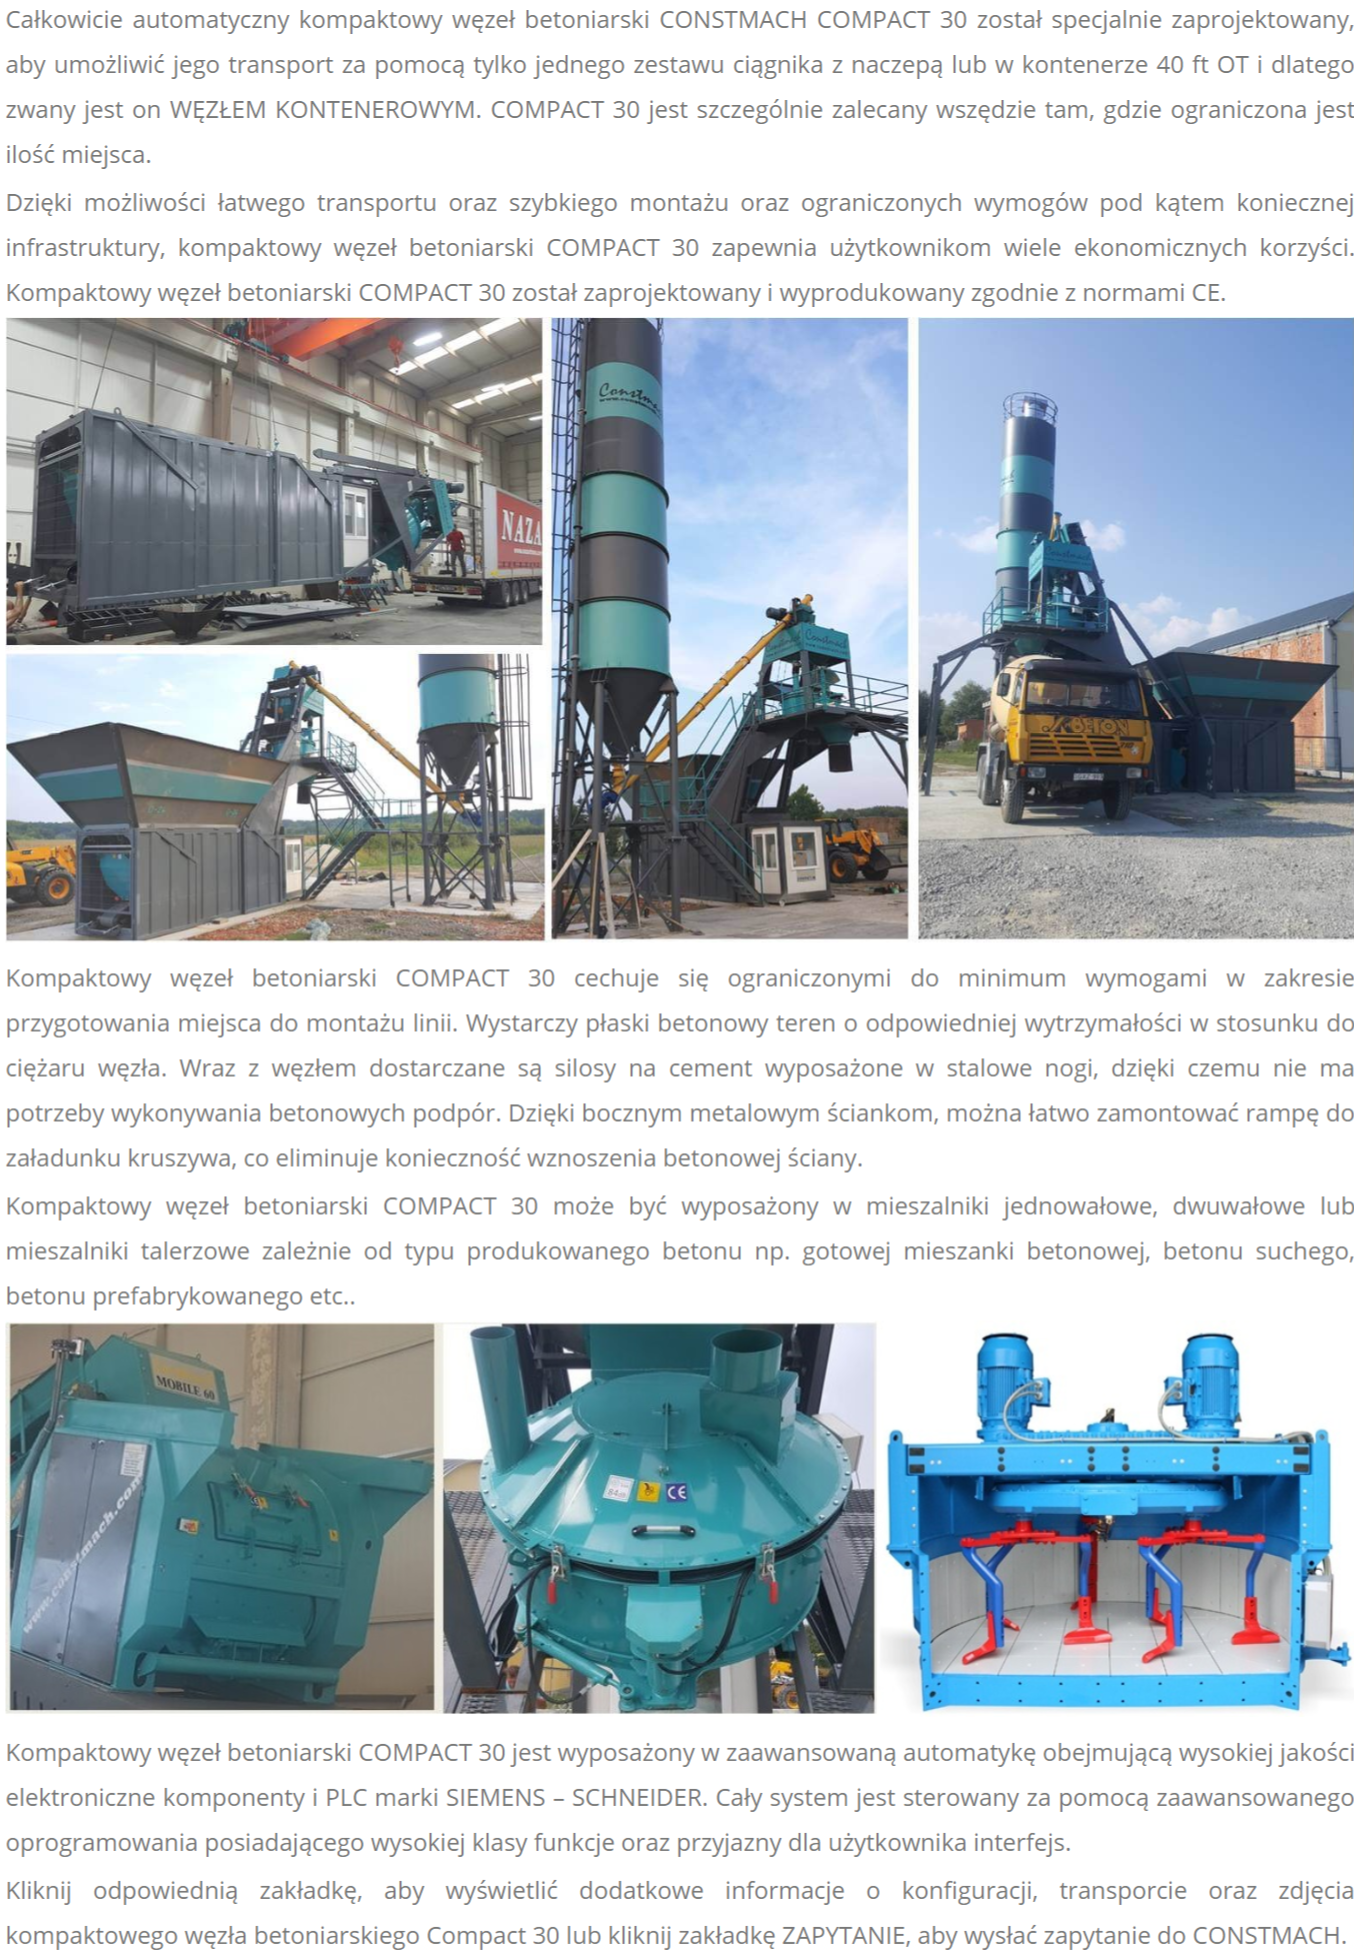 Całkowicie automatyczny kompaktowy węzeł betoniarski CONSTMACH COMPACT 30 został specjalnie zaprojektowany,
aby umożliwić jego transport za pomocą tylko jednego zestawu ciągnika z naczepą lub w kontenerze 40 ft OT i dlatego
zwany jest on WĘZŁEM KONTENEROWYM. COMPACT 30 jest szczególnie zalecany wszędzie tam, gdzie ograniczona jest
ilość miejsca.
Dzięki możliwości łatwego transportu oraz szybkiego montażu oraz ograniczonych wymogów pod kątem koniecznej
infrastruktury, kompaktowy węzeł betoniarski COMPACT 30 zapewnia użytkownikom wiele ekonomicznych korzyści.
Kompaktowy węzeł betoniarski COMPACT 30 został zaprojektowany i wyprodukowany zgodnie z normami CE.
NAZA
Constma
Constmach
Constmach
BETON
Kompaktowy węzeł betoniarski COMPACT 30 cechuje się ograniczonymi do minimum wymogami w zakresie
przygotowania miejsca do montażu linii. Wystarczy płaski betonowy teren o odpowiedniej wytrzymałości w stosunku do
ciężaru węzła. Wraz z węzłem dostarczane są silosy na cement wyposażone w stalowe nogi, dzięki czemu nie ma
potrzeby wykonywania betonowych podpór. Dzięki bocznym metalowym ściankom, można łatwo zamontować rampę do
załadunku kruszywa, co eliminuje konieczność wznoszenia betonowej ściany.
Kompaktowy węzeł betoniarski COMPACT 30 może być wyposażony w mieszalniki jednowałowe, dwuwałowe lub
mieszalniki talerzowe zależnie od typu produkowanego betonu np. gotowej mieszanki betonowej, betonu suchego,
betonu prefabrykowanego etc..
MOBILE 60
www.constmach.com
CE
Kompaktowy węzeł betoniarski COMPACT 30 jest wyposażony w zaawansowaną automatykę obejmującą wysokiej jakości
elektroniczne komponenty i PLC marki SIEMENS – SCHNEIDER. Cały system jest sterowany za pomocą zaawansowanego
oprogramowania posiadającego wysokiej klasy funkcje oraz przyjazny dla użytkownika interfejs.
Kliknij odpowiednią zakładkę, aby wyświetlić dodatkowe informacje o konfiguracji, transporcie oraz zdjęcia
kompaktowego węzła betoniarskiego Compact 30 lub kliknij zakładkę ZAPYTANIE, aby wysłać zapytanie do CONSTMACH.